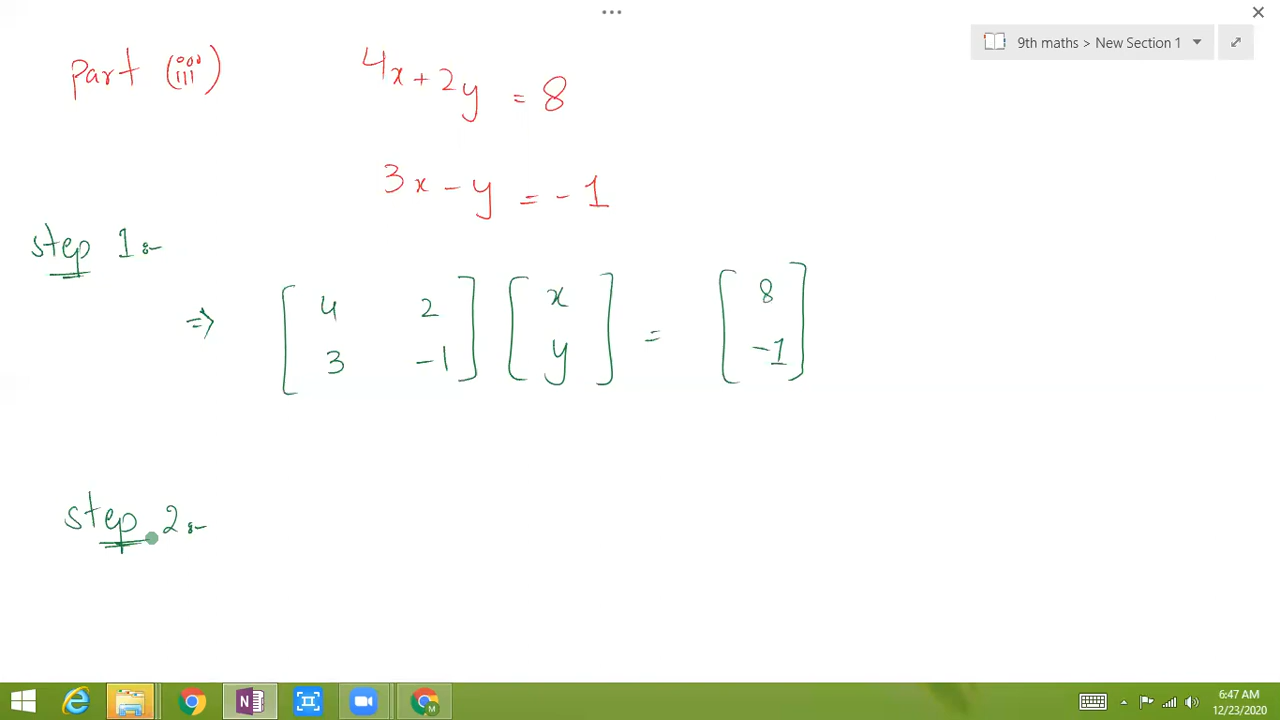 9th maths > New Section 1
part (iii)
4x + 2y = 8
3x - y = - 1
step 1:-
⇒ [ 4 2 ] [ x ] = [ 8 ]
[ 3 -1 ] [ y ] [ -1 ]
step 2:-
6:47 AM
12/23/2020